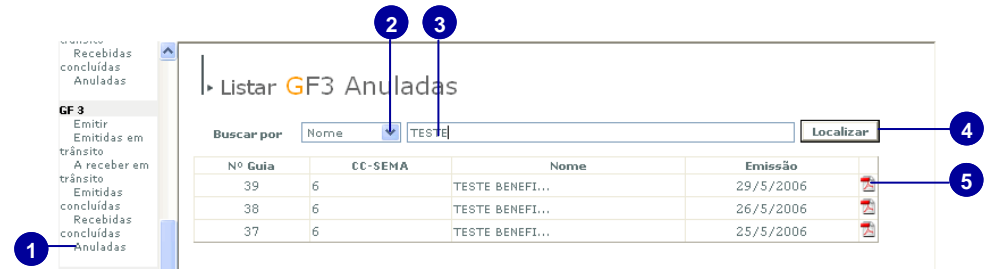 2
3
trânsito
Recebidas
concluídas
Anuladas
GF 3
Emitir
Emitidas em
trânsito
A receber em
trânsito
Emitidas
concluídas
Recebidas
concluídas
Anuladas
1
Listar GF3 Anuladas
Buscar por Nome TESTE Localizar
4
Nº Guia CC-SEMA Nome Emissão
39 6 TESTE BENEFI... 29/5/2006
5
38 6 TESTE BENEFI... 26/5/2006
37 6 TESTE BENEFI... 25/5/2006